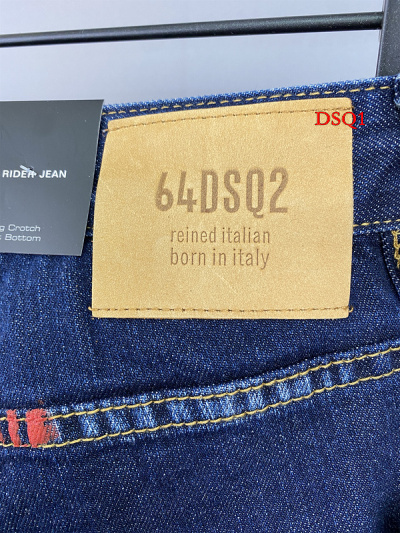 DSQ1
RIDER JEAN
g Crotch
Bottom
64DSQ2
reined italian
born in italy